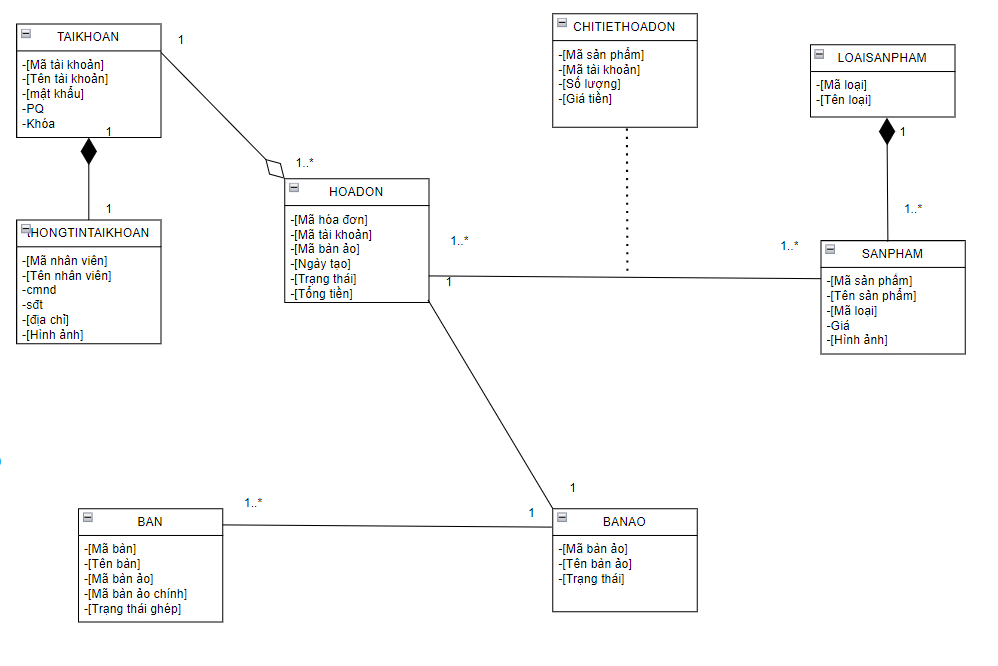 TAIKHOAN
-[Mã tài khoản]
-[Tên tài khoản]
-[mật khẩu]
-PQ
-Khóa
1
1
1
THONGTINTAIKHOAN
-[Mã nhân viên]
-[Tên nhân viên]
-cmnd
-sđt
-[địa chỉ]
-[Hình ảnh]
1..*
HOADON
-[Mã hóa đơn]
-[Mã tài khoản]
-[Mã bàn ảo]
-[Ngày tạo]
-[Trạng thái]
-[Tổng tiền]
1..*
1
CHITIETHOADON
-[Mã sản phẩm]
-[Mã tài khoản]
-[Số lượng]
-[Giá tiền]
LOAISANPHAM
-[Mã loại]
-[Tên loại]
1
1..*
1..*
SANPHAM
-[Mã sản phẩm]
-[Tên sản phẩm]
-[Mã loại]
-Giá
-[Hình ảnh]
1..*
1
1
BAN
-[Mã bàn]
-[Tên bàn]
-[Mã bàn ảo]
-[Mã bàn ảo chính]
-[Trạng thái ghép]
BANAO
-[Mã bàn ảo]
-[Tên bàn ảo]
-[Trạng thái]